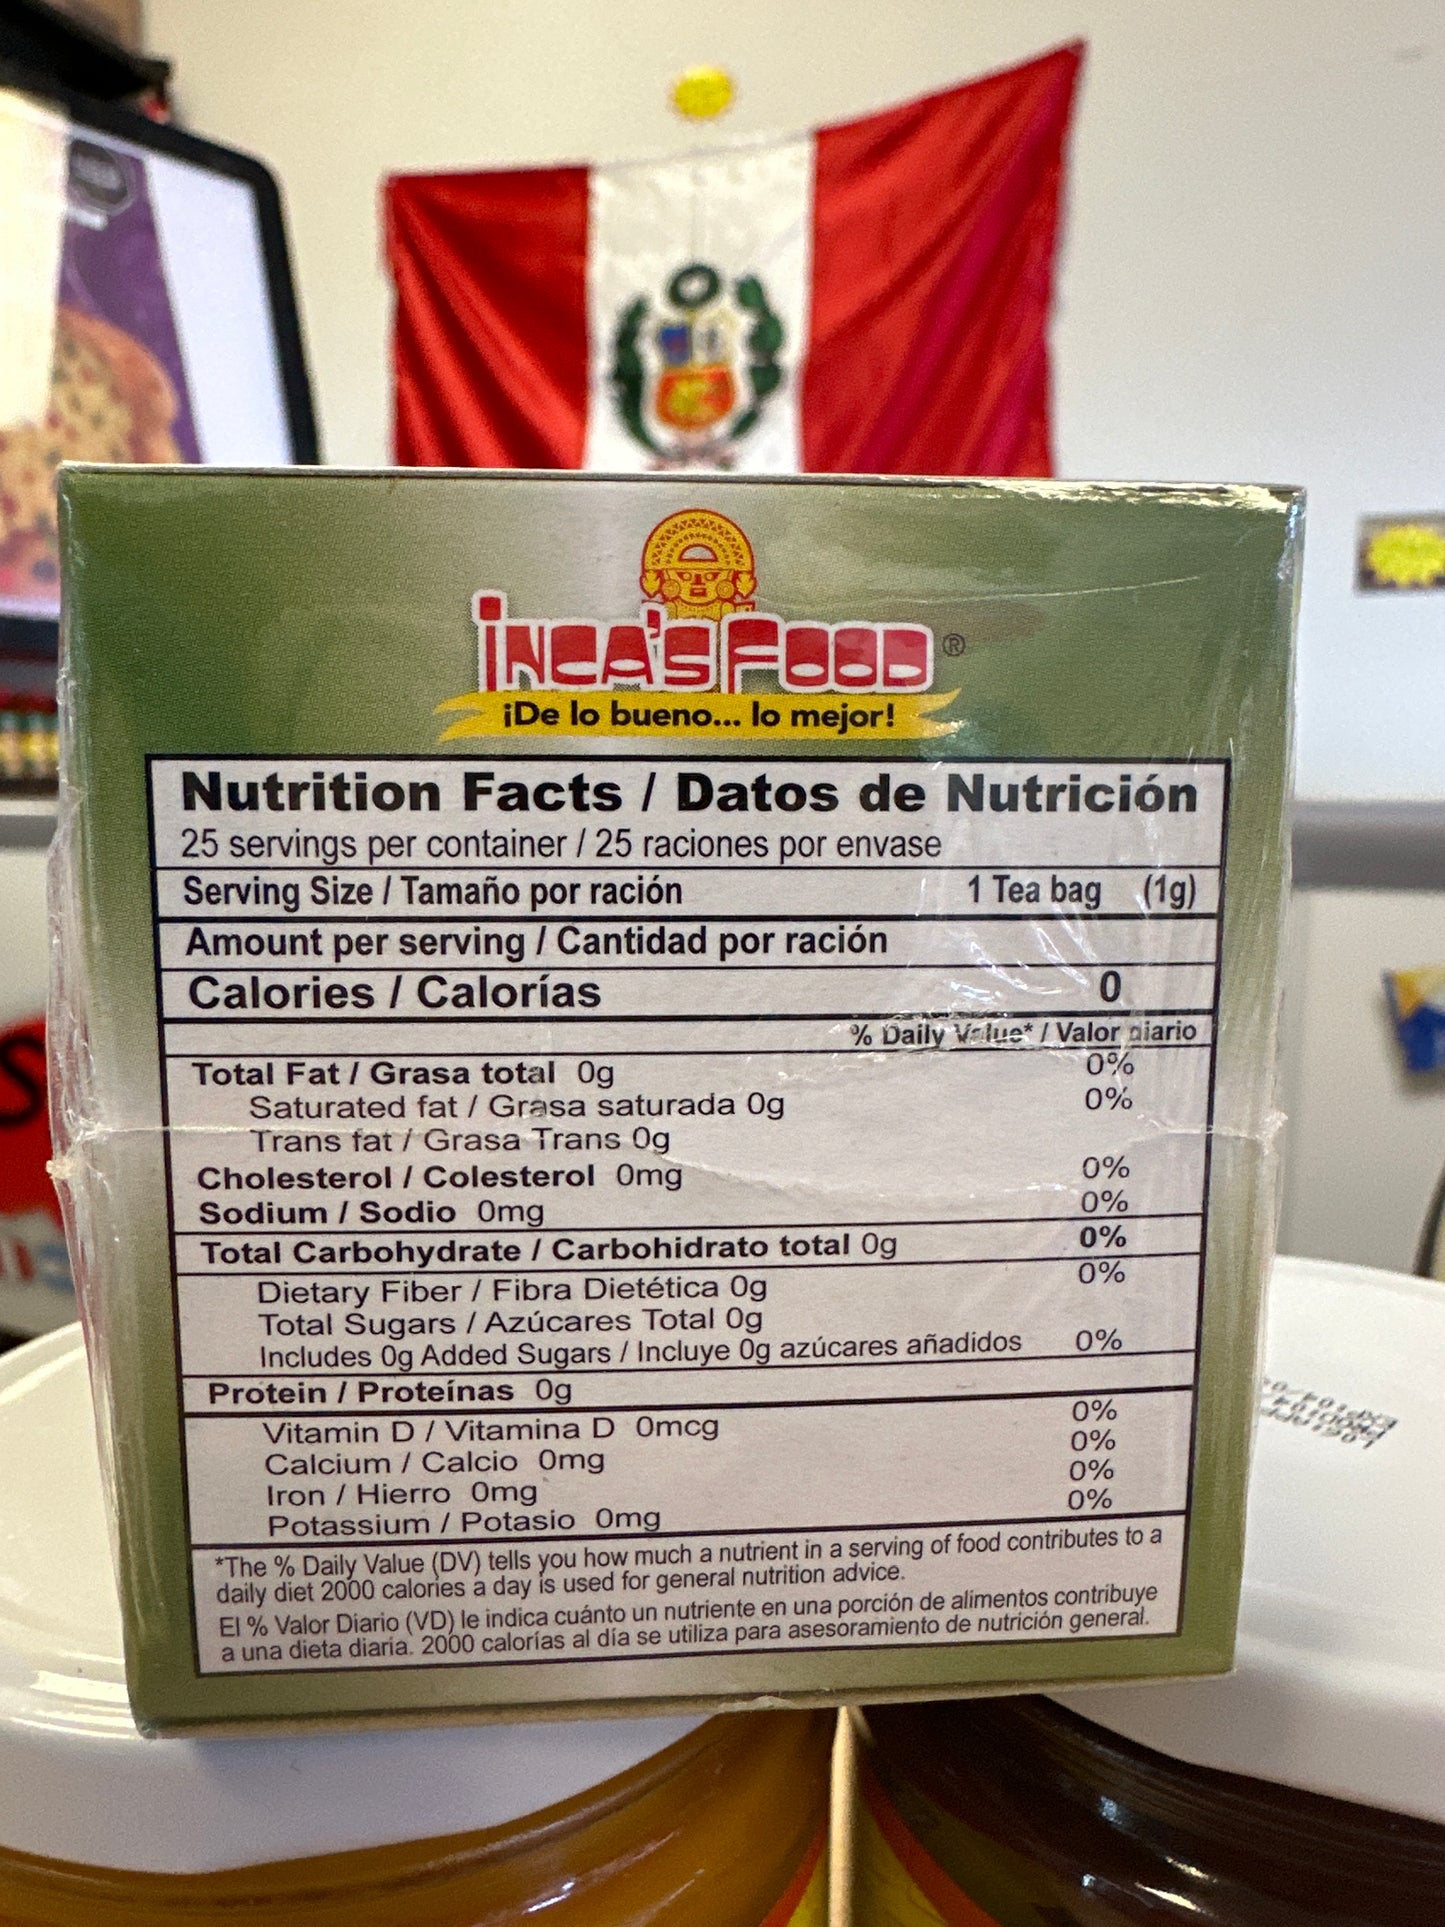 INCA'S FOOD ®
¡De lo bueno... lo mejor!
Nutrition Facts / Datos de Nutrición
25 servings per container / 25 raciones por envase
Serving Size / Tamaño por ración 1 Tea bag (1g)
Amount per serving / Cantidad por ración
Calories / Calorías 0
% Daily Value* / Valor diario
Total Fat / Grasa total 0g 0%
Saturated fat / Grasa saturada 0g 0%
Trans fat / Grasa Trans 0g
Cholesterol / Colesterol 0mg 0%
Sodium / Sodio 0mg 0%
Total Carbohydrate / Carbohidrato total 0g 0%
Dietary Fiber / Fibra Dietética 0g 0%
Total Sugars / Azúcares Total 0g
Includes 0g Added Sugars / Incluye 0g azúcares añadidos 0%
Protein / Proteínas 0g
Vitamin D / Vitamina D 0mcg 0%
Calcium / Calcio 0mg 0%
Iron / Hierro 0mg 0%
Potassium / Potasio 0mg 0%
*The % Daily Value (DV) tells you how much a nutrient in a serving of food contributes to a
daily diet 2000 calories a day is used for general nutrition advice.
El % Valor Diario (VD) le indica cuánto un nutriente en una porción de alimentos contribuye
a una dieta diaria. 2000 calorías al día se utiliza para asesoramiento de nutrición general.